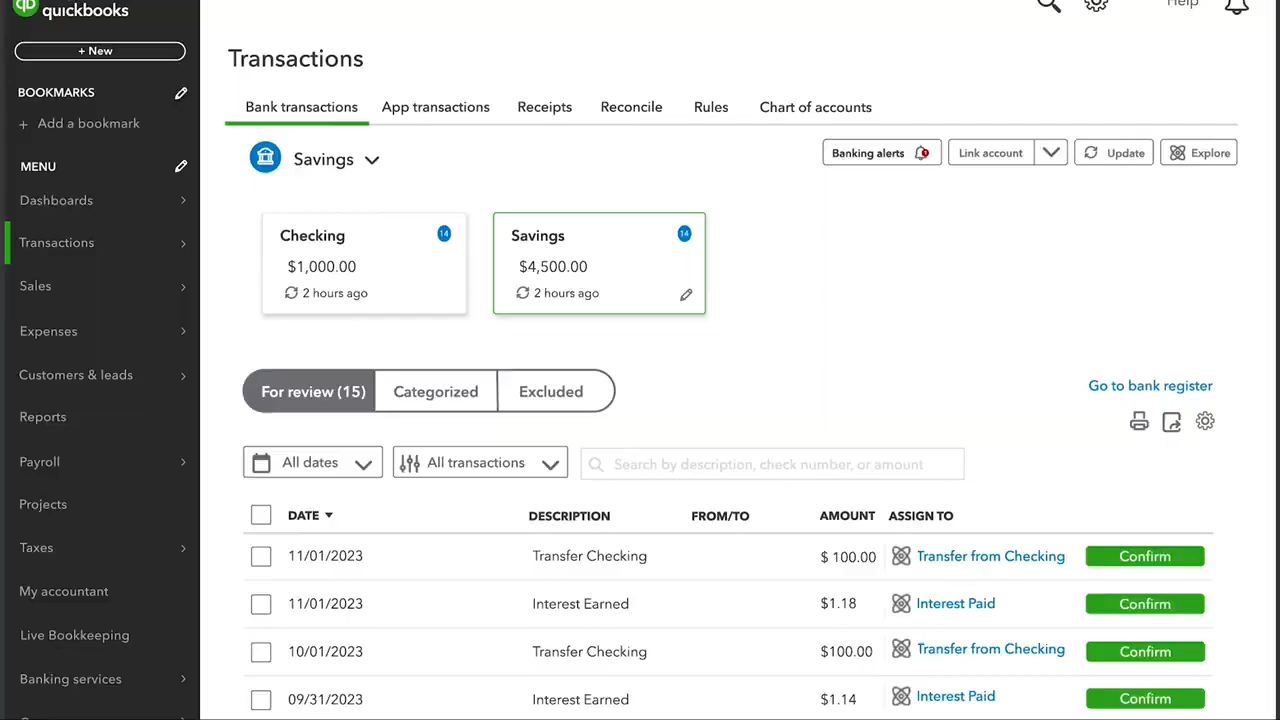 quickbooks
+ New
BOOKMARKS
+ Add a bookmark
MENU
Dashboards
Transactions
Sales
Expenses
Customers & leads
Reports
Payroll
Projects
Taxes
My accountant
Live Bookkeeping
Banking services
Help
Transactions
Bank transactions App transactions Receipts Reconcile Rules Chart of accounts
Savings
Banking alerts Link account Update Explore
Checking 14
$1,000.00
2 hours ago
Savings 14
$4,500.00
2 hours ago
For review (15) Categorized Excluded
Go to bank register
All dates All transactions Search by description, check number, or amount
DATE DESCRIPTION FROM/TO AMOUNT ASSIGN TO
11/01/2023 Transfer Checking $ 100.00 Transfer from Checking Confirm
11/01/2023 Interest Earned $1.18 Interest Paid Confirm
10/01/2023 Transfer Checking $100.00 Transfer from Checking Confirm
09/31/2023 Interest Earned $1.14 Interest Paid Confirm